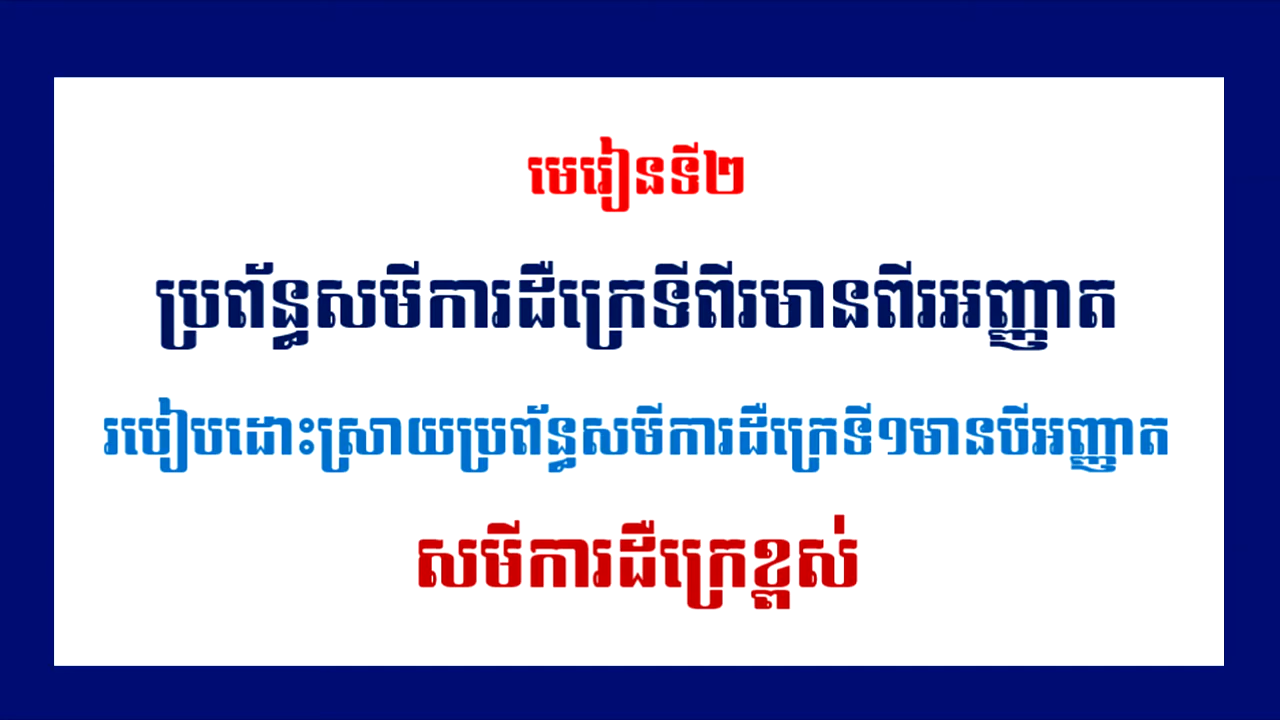 មេរៀនទី២
ប្រព័ន្ធសមីការដឺក្រេទីពីរមានពីរអញ្ញាត
របៀបដោះស្រាយប្រព័ន្ធសមីការដឺក្រេទី១មានបីអញ្ញាត
សមីការដឺក្រេខ្ពស់